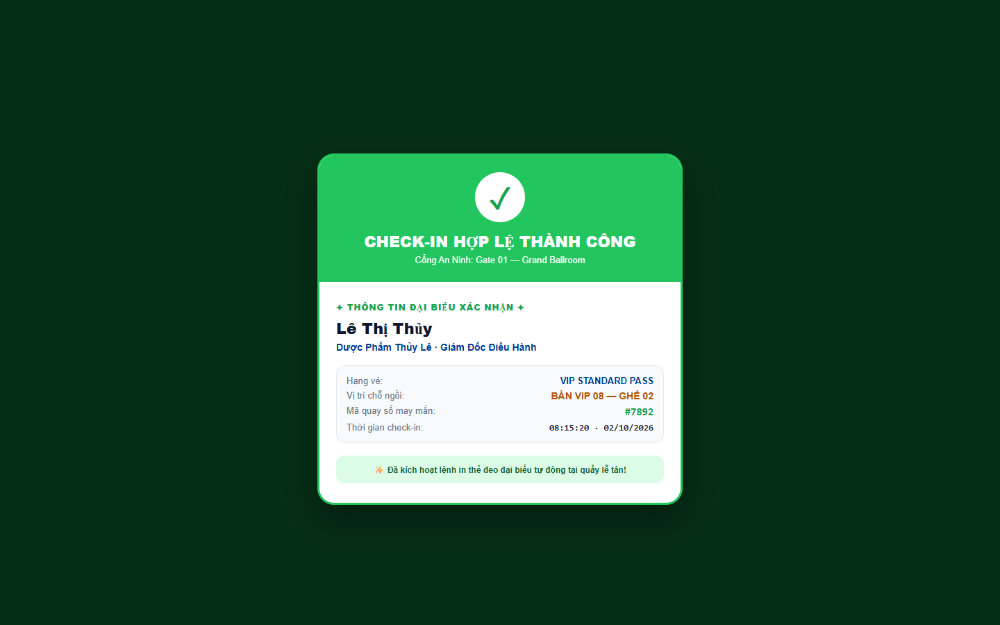 ✓
CHECK-IN HỢP LỆ THÀNH CÔNG
Cổng An Ninh: Gate 01 — Grand Ballroom
✦ THÔNG TIN ĐẠI BIỂU XÁC NHẬN ✦
Lê Thị Thủy
Dược Phẩm Thủy Lê · Giám Đốc Điều Hành
Hạng vé: VIP STANDARD PASS
Vị trí chỗ ngồi: BÀN VIP 08 — GHẾ 02
Mã quay số may mắn: #7892
Thời gian check-in: 08:15:20 · 02/10/2026
✨ Đã kích hoạt lệnh in thẻ đeo đại biểu tự động tại quầy lễ tân!